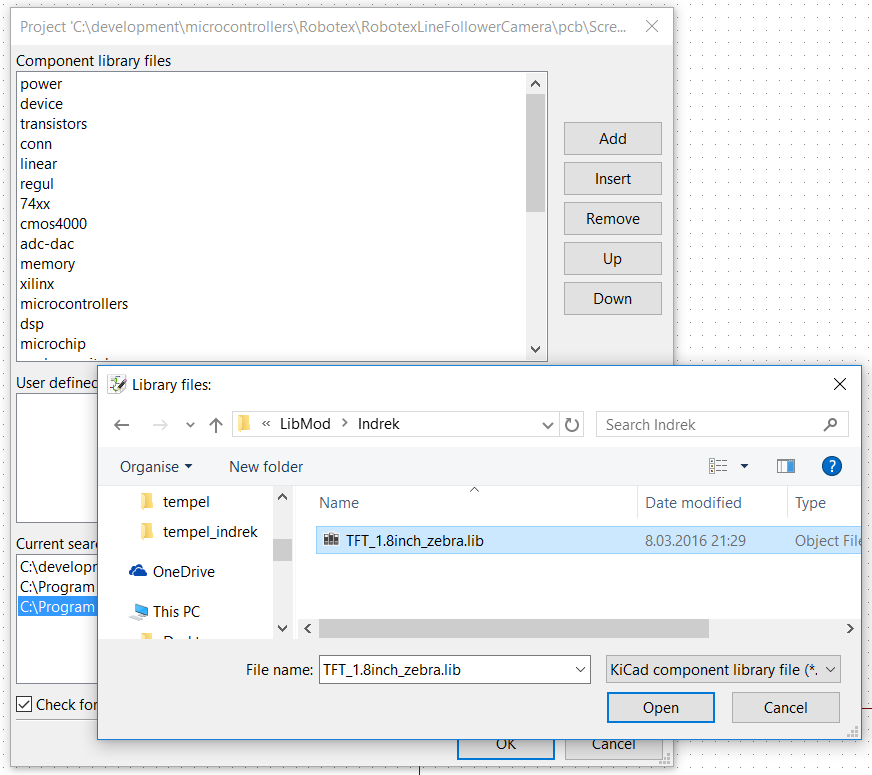 Project 'C:\development\microcontrollers\Robotex\RobotexLineFollowerCamera\pcb\Scre...
Component library files
power
device
transistors
conn
linear
regul
74xx
cmos4000
adc-dac
memory
xilinx
microcontrollers
dsp
microchip
Add
Insert
Remove
Up
Down
User defined
Library files:
« LibMod > Indrek
Search Indrek
Organise
New folder
?
Name
Date modified
Type
tempel
tempel_indrek
OneDrive
This PC
TFT_1.8inch_zebra.lib
8.03.2016 21:29
Object File
Current sear
C:\develop
C:\Program
C:\Program
File name:
TFT_1.8inch_zebra.lib
KiCad component library file (*.
Open
Cancel
Check for
OK
Cancel